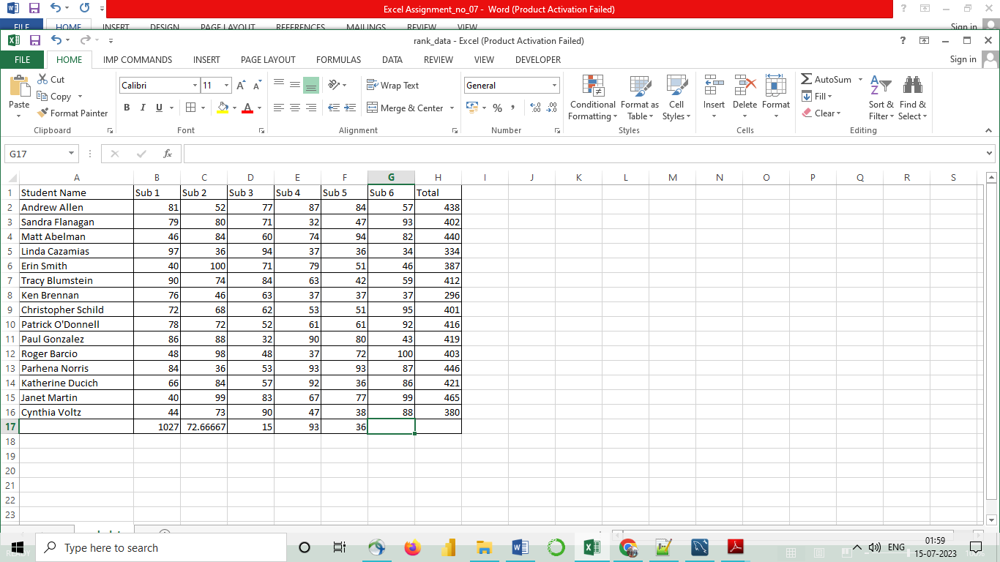 Excel Assignment_no_07 - Word (Product Activation Failed)
FILE HOME INSERT DESIGN PAGE LAYOUT REFERENCES MAILINGS REVIEW VIEW Sign in
rank_data - Excel (Product Activation Failed)
FILE HOME IMP COMMANDS INSERT PAGE LAYOUT FORMULAS DATA REVIEW VIEW DEVELOPER Sign in
Paste
Cut
Copy
Format Painter
Clipboard
Calibri 11
B I U
Font
Wrap Text
Merge & Center
Alignment
General
% ,
Number
Conditional Formatting
Format as Table
Cell Styles
Styles
Insert Delete Format
Cells
AutoSum
Fill
Clear
Sort & Filter
Find & Select
Editing
G17 fx
A B C D E F G H I J K L M N O P Q R S
1 Student Name Sub 1 Sub 2 Sub 3 Sub 4 Sub 5 Sub 6 Total
2 Andrew Allen 81 52 77 87 84 57 438
3 Sandra Flanagan 79 80 71 32 47 93 402
4 Matt Abelman 46 84 60 74 94 82 440
5 Linda Cazamias 97 36 94 37 36 34 334
6 Erin Smith 40 100 71 79 51 46 387
7 Tracy Blumstein 90 74 84 63 42 59 412
8 Ken Brennan 76 46 63 37 37 37 296
9 Christopher Schild 72 68 62 53 51 95 401
10 Patrick O'Donnell 78 72 52 61 61 92 416
11 Paul Gonzalez 86 88 32 90 80 43 419
12 Roger Barcio 48 98 48 37 72 100 403
13 Parhena Norris 84 36 53 93 93 87 446
14 Katherine Ducich 66 84 57 92 36 86 421
15 Janet Martin 40 99 83 67 77 99 465
16 Cynthia Voltz 44 73 90 47 38 88 380
17 1027 72.66667 15 93 36
18
19
20
21
22
23
READY
Type here to search
ENG
01:59
15-07-2023
100%